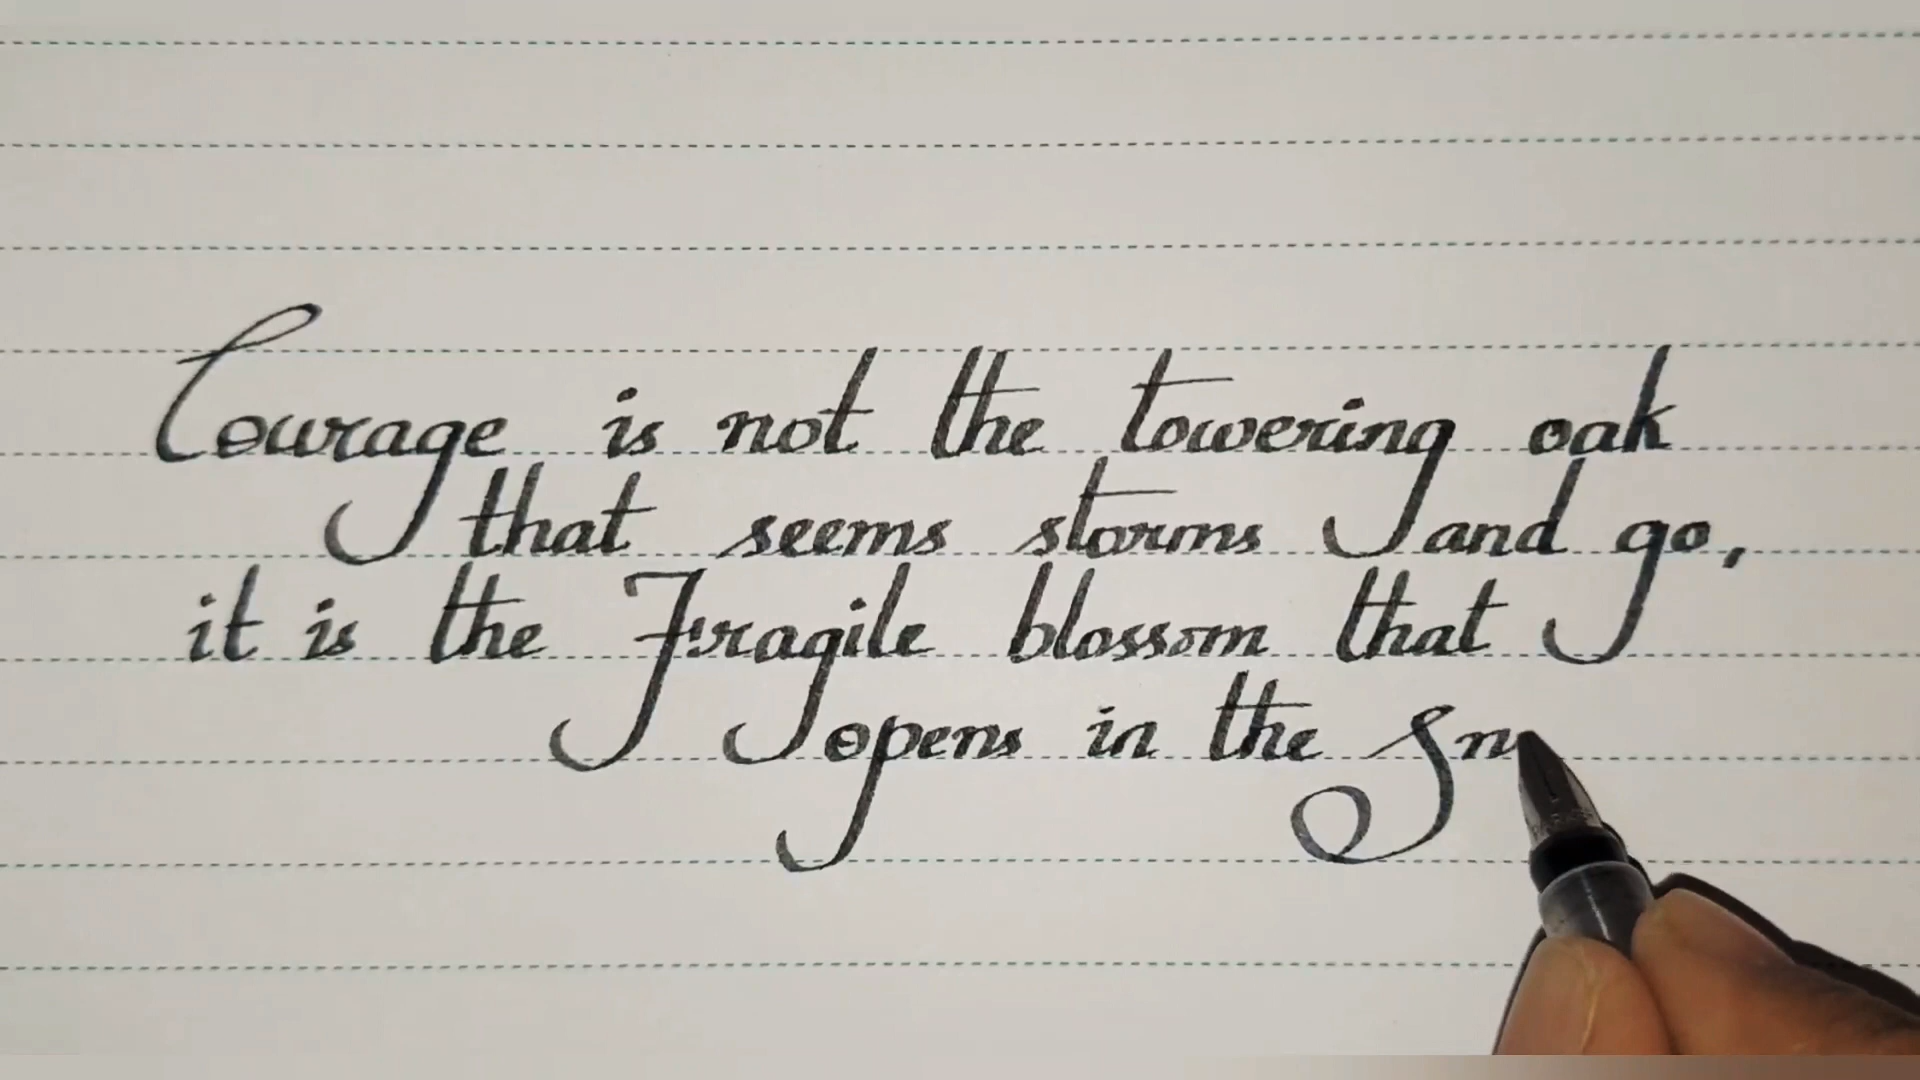 Courage is not the towering oak
that seems storms and go,
it is the Fragile blossom that
opens in the Sn